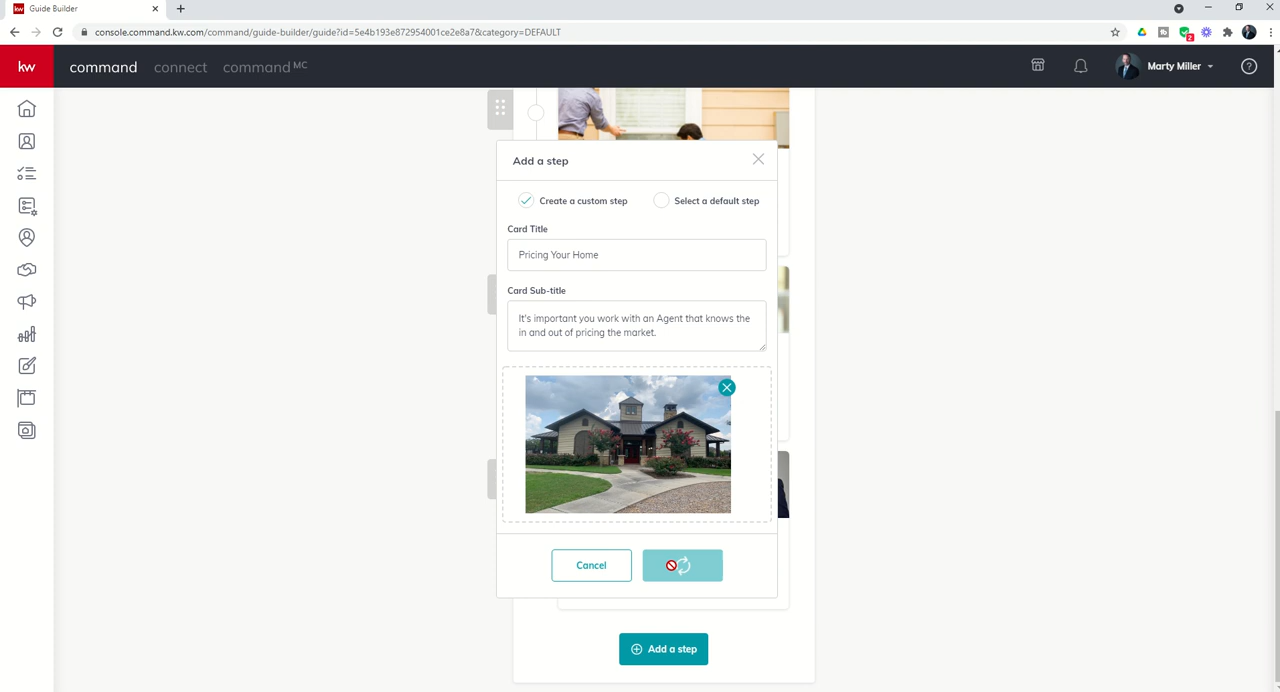 kw Guide Builder
console.command.kw.com/command/guide-builder/guide?id=5e4b193e872954001ce2e8a7&category=DEFAULT
2
kw command connect command MC Marty Miller
Add a step
Create a custom step Select a default step
Card Title
Pricing Your Home
Card Sub-title
It's important you work with an Agent that knows the
in and out of pricing the market.
Cancel
Add a step